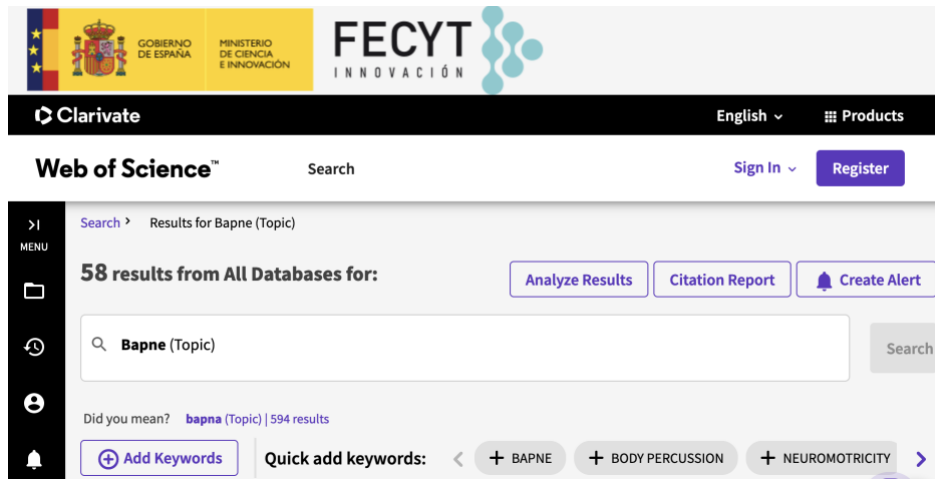 GOBIERNO
DE ESPAÑA
MINISTERIO
DE CIENCIA
E INNOVACIÓN
FECYT
INNOVACIÓN
Clarivate
English
Products
Web of Science™
Search
Sign In
Register
MENU
Search > Results for Bapne (Topic)
58 results from All Databases for:
Analyze Results
Citation Report
Create Alert
Bapne (Topic)
Search
Did you mean? bapna (Topic) | 594 results
Add Keywords
Quick add keywords:
+ BAPNE
+ BODY PERCUSSION
+ NEUROMOTRICITY